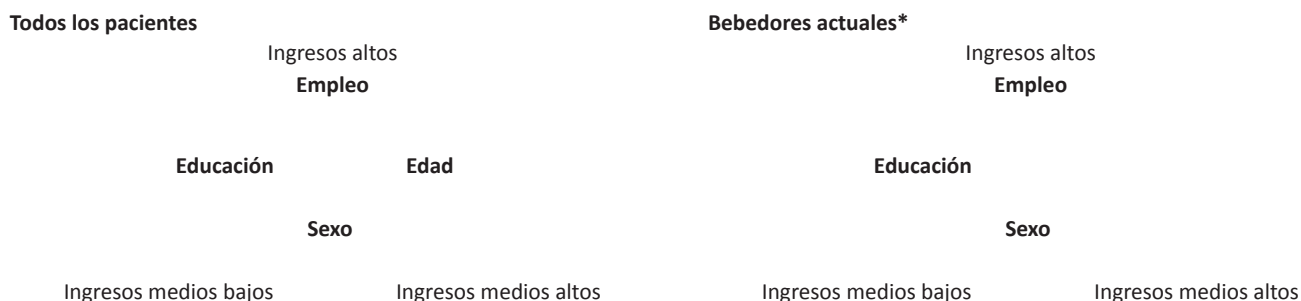 Todos los pacientes
Ingresos altos
Empleo
Educación Edad
Sexo
Ingresos medios bajos Ingresos medios altos
Bebedores actuales*
Ingresos altos
Empleo
Educación
Sexo
Ingresos medios bajos Ingresos medios altos